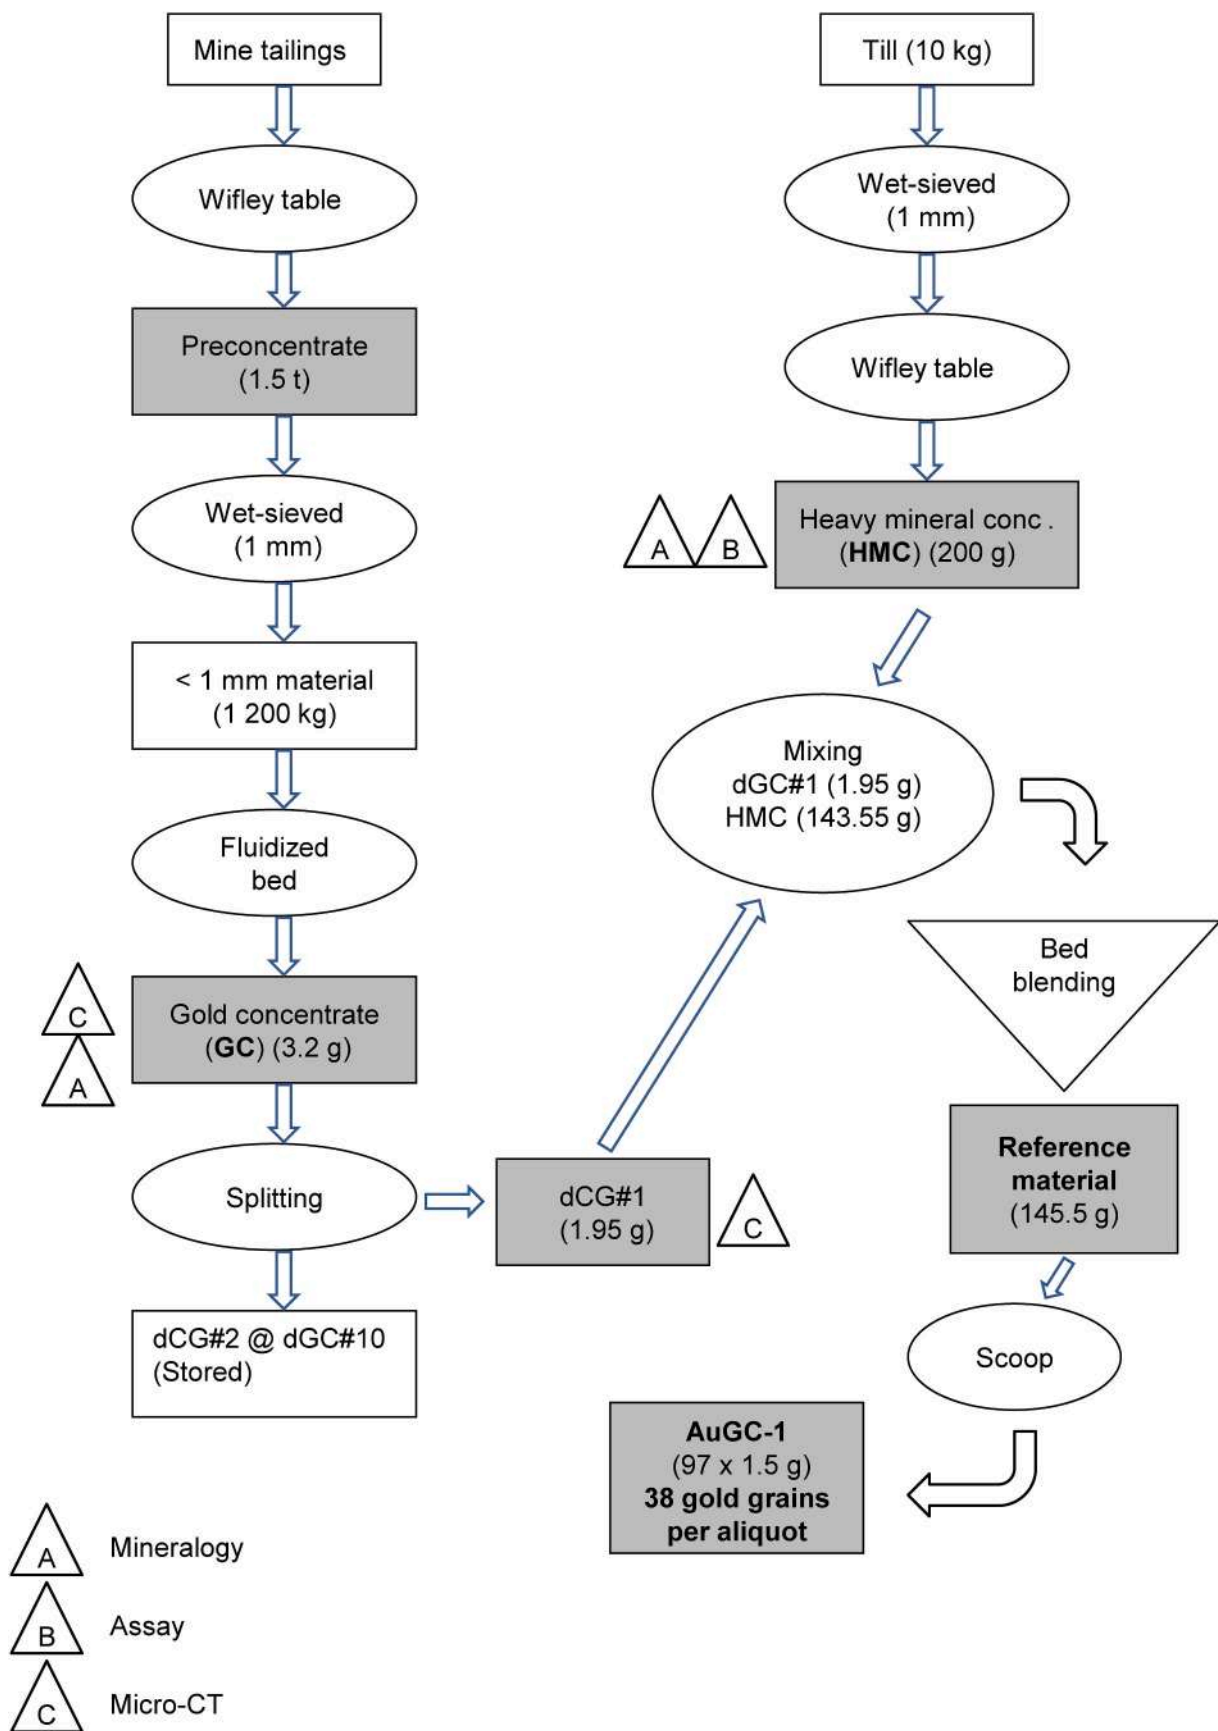 Mine tailings
Wifley table
Preconcentrate
(1.5 t)
Wet-sieved
(1 mm)
< 1 mm material
(1 200 kg)
Fluidized
bed
C
A
Gold concentrate
(GC) (3.2 g)
Splitting
dCG#1
(1.95 g)
C
dCG#2 @ dGC#10
(Stored)
Till (10 kg)
Wet-sieved
(1 mm)
Wifley table
A
B
Heavy mineral conc .
(HMC) (200 g)
Mixing
dGC#1 (1.95 g)
HMC (143.55 g)
Bed
blending
Reference
material
(145.5 g)
Scoop
AuGC-1
(97 x 1.5 g)
38 gold grains
per aliquot
A Mineralogy
B Assay
C Micro-CT